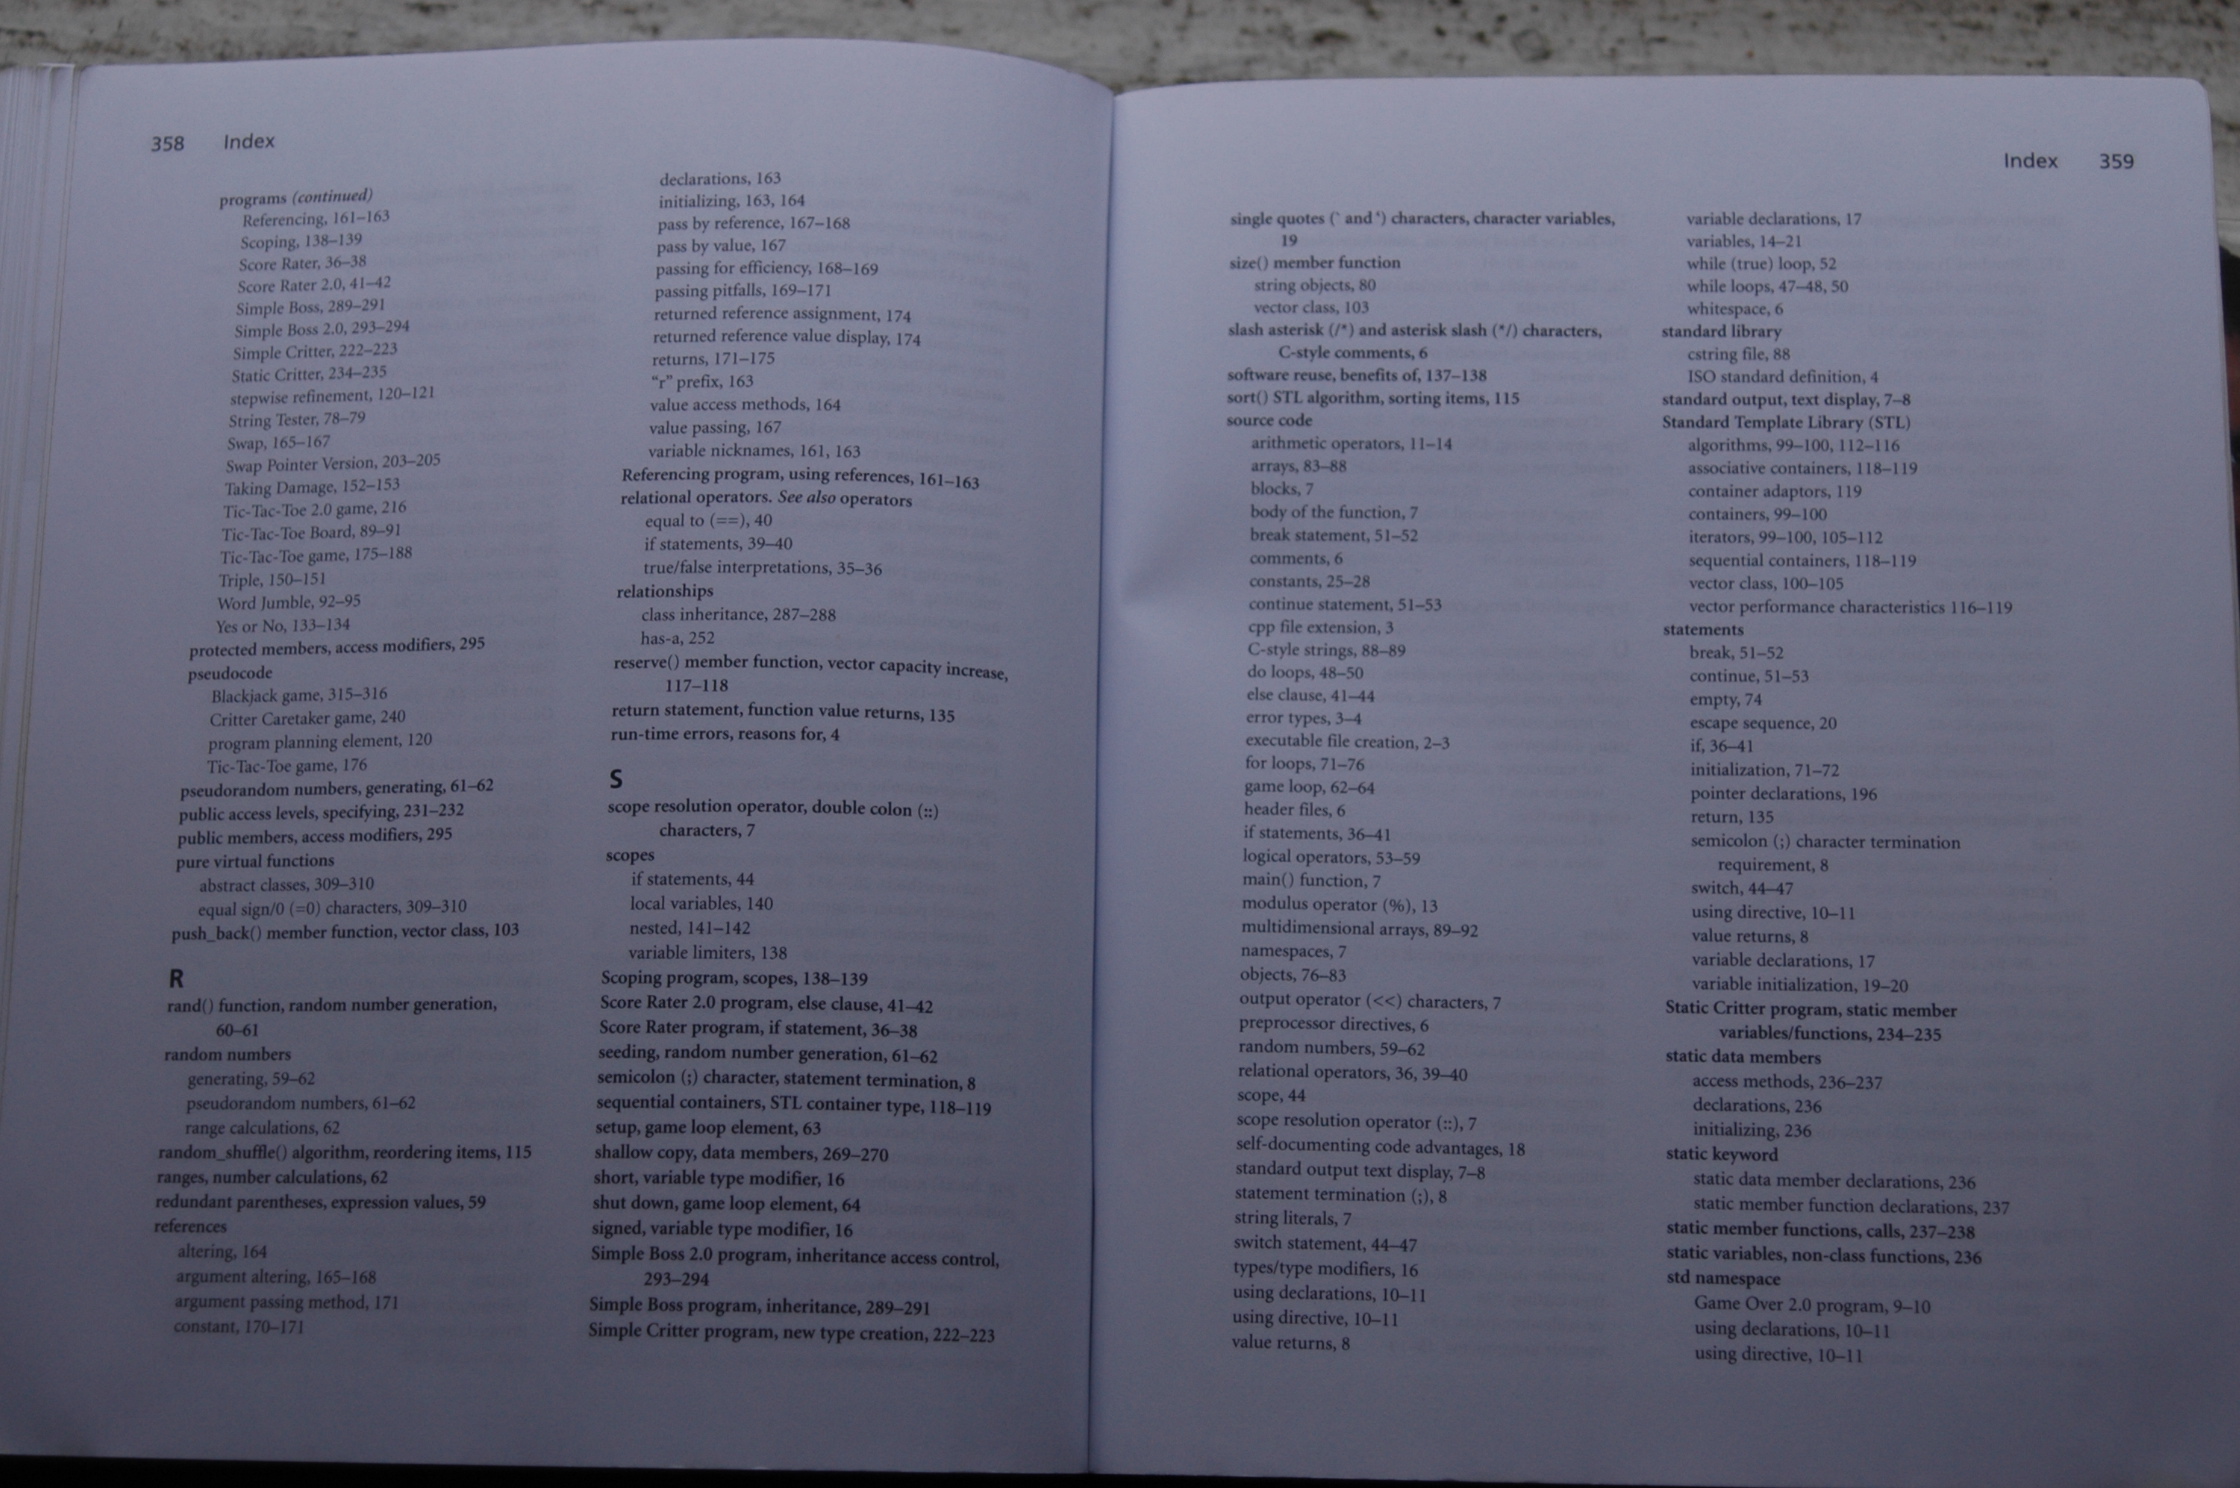 358 Index
programs (continued)
Referencing, 161–163
Scoping, 138–139
Score Rater, 36–38
Score Rater 2.0, 41–42
Simple Boss, 289–291
Simple Boss 2.0, 293–294
Simple Critter, 222–223
Static Critter, 234–235
stepwise refinement, 120–121
String Tester, 78–79
Swap, 165–167
Swap Pointer Version, 203–205
Taking Damage, 152–153
Tic-Tac-Toe 2.0 game, 216
Tic-Tac-Toe Board, 89–91
Tic-Tac-Toe game, 175–188
Triple, 150–151
Word Jumble, 92–95
Yes or No, 133–134
protected members, access modifiers, 295
pseudocode
Blackjack game, 315–316
Critter Caretaker game, 240
program planning element, 120
Tic-Tac-Toe game, 176
pseudorandom numbers, generating, 61–62
public access levels, specifying, 231–232
public members, access modifiers, 295
pure virtual functions
abstract classes, 309–310
equal sign/0 (=0) characters, 309–310
push_back() member function, vector class, 103
R
rand() function, random number generation,
60–61
random numbers
generating, 59–62
pseudorandom numbers, 61–62
range calculations, 62
random_shuffle() algorithm, reordering items, 115
ranges, number calculations, 62
redundant parentheses, expression values, 59
references
altering, 164
argument altering, 165–168
argument passing method, 171
constant, 170–171
declarations, 163
initializing, 163, 164
pass by reference, 167–168
pass by value, 167
passing for efficiency, 168–169
passing pitfalls, 169–171
returned reference assignment, 174
returned reference value display, 174
returns, 171–175
“r” prefix, 163
value access methods, 164
value passing, 167
variable nicknames, 161, 163
Referencing program, using references, 161–163
relational operators. See also operators
equal to (==), 40
if statements, 39–40
true/false interpretations, 35–36
relationships
class inheritance, 287–288
has-a, 252
reserve() member function, vector capacity increase,
117–118
return statement, function value returns, 135
run-time errors, reasons for, 4
S
scope resolution operator, double colon (::)
characters, 7
scopes
if statements, 44
local variables, 140
nested, 141–142
variable limiters, 138
Scoping program, scopes, 138–139
Score Rater 2.0 program, else clause, 41–42
Score Rater program, if statement, 36–38
seeding, random number generation, 61–62
semicolon (;) character, statement termination, 8
sequential containers, STL container type, 118–119
setup, game loop element, 63
shallow copy, data members, 269–270
short, variable type modifier, 16
shut down, game loop element, 64
signed, variable type modifier, 16
Simple Boss 2.0 program, inheritance access control,
293–294
Simple Boss program, inheritance, 289–291
Simple Critter program, new type creation, 222–223
Index 359
single quotes (‘ and ‘) characters, character variables,
19
size() member function
string objects, 80
vector class, 103
slash asterisk (/*) and asterisk slash (*/) characters,
C-style comments, 6
software reuse, benefits of, 137–138
sort() STL algorithm, sorting items, 115
source code
arithmetic operators, 11–14
arrays, 83–88
blocks, 7
body of the function, 7
break statement, 51–52
comments, 6
constants, 25–28
continue statement, 51–53
cpp file extension, 3
C-style strings, 88–89
do loops, 48–50
else clause, 41–44
error types, 3–4
executable file creation, 2–3
for loops, 71–76
game loop, 62–64
header files, 6
if statements, 36–41
logical operators, 53–59
main() function, 7
modulus operator (%), 13
multidimensional arrays, 89–92
namespaces, 7
objects, 76–83
output operator (<<) characters, 7
preprocessor directives, 6
random numbers, 59–62
relational operators, 36, 39–40
scope, 44
scope resolution operator (::), 7
self-documenting code advantages, 18
standard output text display, 7–8
statement termination (;), 8
string literals, 7
switch statement, 44–47
types/type modifiers, 16
using declarations, 10–11
using directive, 10–11
value returns, 8
variable declarations, 17
variables, 14–21
while (true) loop, 52
while loops, 47–48, 50
whitespace, 6
standard library
cstring file, 88
ISO standard definition, 4
standard output, text display, 7–8
Standard Template Library (STL)
algorithms, 99–100, 112–116
associative containers, 118–119
container adaptors, 119
containers, 99–100
iterators, 99–100, 105–112
sequential containers, 118–119
vector class, 100–105
vector performance characteristics 116–119
statements
break, 51–52
continue, 51–53
empty, 74
escape sequence, 20
if, 36–41
initialization, 71–72
pointer declarations, 196
return, 135
semicolon (;) character termination
requirement, 8
switch, 44–47
using directive, 10–11
value returns, 8
variable declarations, 17
variable initialization, 19–20
Static Critter program, static member
variables/functions, 234–235
static data members
access methods, 236–237
declarations, 236
initializing, 236
static keyword
static data member declarations, 236
static member function declarations, 237
static member functions, calls, 237–238
static variables, non-class functions, 236
std namespace
Game Over 2.0 program, 9–10
using declarations, 10–11
using directive, 10–11